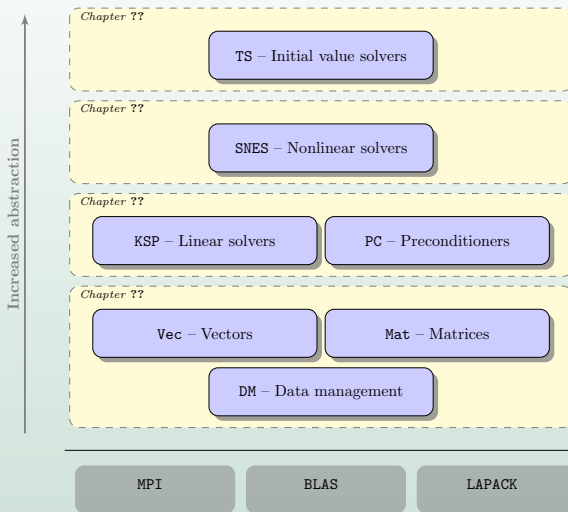 Chapter ??
TS – Initial value solvers
Chapter ??
SNES – Nonlinear solvers
Chapter ??
KSP – Linear solvers
PC – Preconditioners
Chapter ??
Vec – Vectors
Mat – Matrices
DM – Data management
Increased abstraction
MPI
BLAS
LAPACK